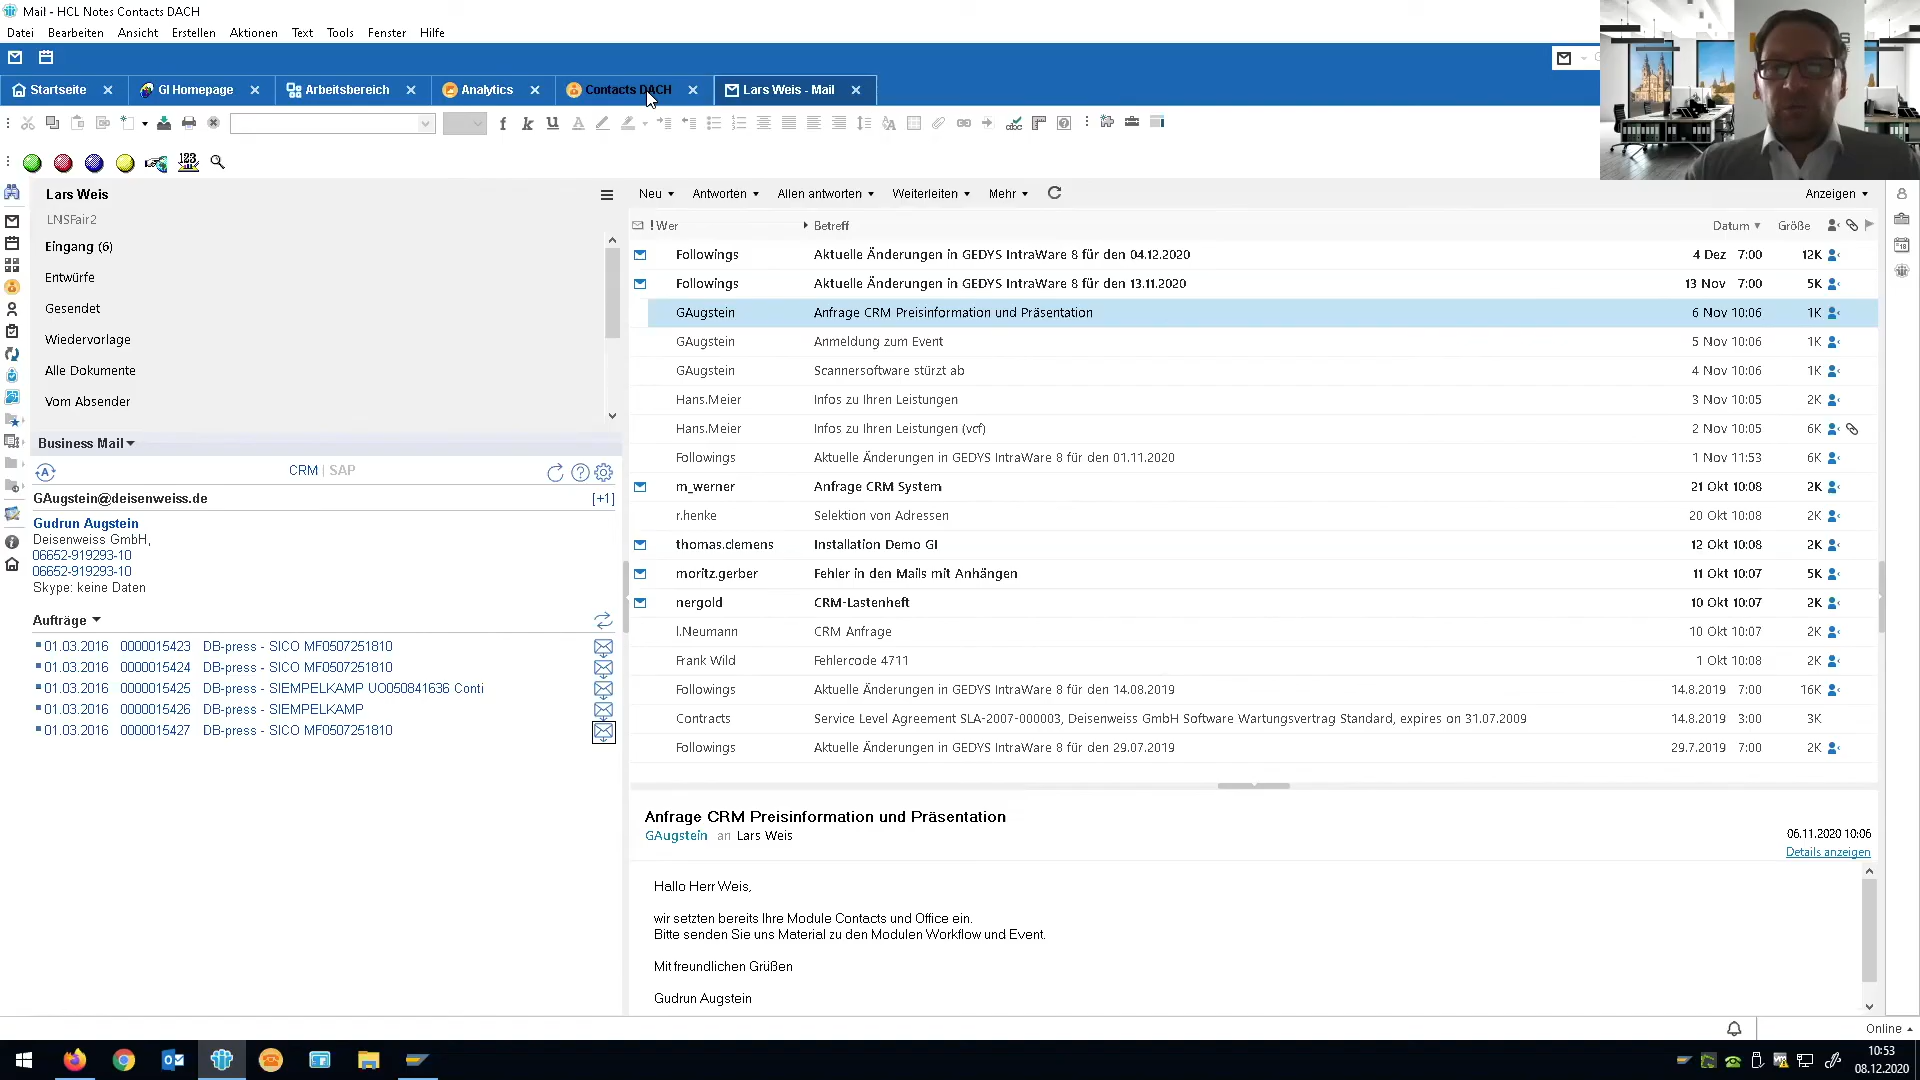 Mail - HCL Notes Contacts DACH
Datei Bearbeiten Ansicht Erstellen Aktionen Text Tools Fenster Hilfe
Startseite GI Homepage Arbeitsbereich Analytics Contacts DACH Lars Weis - Mail
Lars Weis
LNSFair2
Eingang (6)
Entwürfe
Gesendet
Wiedervorlage
Alle Dokumente
Vom Absender
Business Mail
CRM | SAP
GAugstein@deisenweiss.de [+1]
Gudrun Augstein
Deisenweiss GmbH,
06652-919293-10
06652-919293-10
Skype: keine Daten
Aufträge
01.03.2016 0000015423 DB-press - SICO MF0507251810
01.03.2016 0000015424 DB-press - SICO MF0507251810
01.03.2016 0000015425 DB-press - SIEMPELKAMP UO050841636 Conti
01.03.2016 0000015426 DB-press - SIEMPELKAMP
01.03.2016 0000015427 DB-press - SICO MF0507251810
Neu Antworten Allen antworten Weiterleiten Mehr Anzeigen
! Wer Betreff Datum Größe
Followings Aktuelle Änderungen in GEDYS IntraWare 8 für den 04.12.2020 4 Dez 7:00 12K
Followings Aktuelle Änderungen in GEDYS IntraWare 8 für den 13.11.2020 13 Nov 7:00 5K
GAugstein Anfrage CRM Preisinformation und Präsentation 6 Nov 10:06 1K
GAugstein Anmeldung zum Event 5 Nov 10:06 1K
GAugstein Scannersoftware stürzt ab 4 Nov 10:06 1K
Hans.Meier Infos zu Ihren Leistungen 3 Nov 10:05 2K
Hans.Meier Infos zu Ihren Leistungen (vcf) 2 Nov 10:05 6K
Followings Aktuelle Änderungen in GEDYS IntraWare 8 für den 01.11.2020 1 Nov 11:53 6K
m_werner Anfrage CRM System 21 Okt 10:08 2K
r.henke Selektion von Adressen 20 Okt 10:08 2K
thomas.clemens Installation Demo GI 12 Okt 10:08 2K
moritz.gerber Fehler in den Mails mit Anhängen 11 Okt 10:07 5K
nergold CRM-Lastenheft 10 Okt 10:07 2K
l.Neumann CRM Anfrage 10 Okt 10:07 2K
Frank Wild Fehlercode 4711 1 Okt 10:08 2K
Followings Aktuelle Änderungen in GEDYS IntraWare 8 für den 14.08.2019 14.8.2019 7:00 16K
Contracts Service Level Agreement SLA-2007-000003, Deisenweiss GmbH Software Wartungsvertrag Standard, expires on 31.07.2009 14.8.2019 3:00 3K
Followings Aktuelle Änderungen in GEDYS IntraWare 8 für den 29.07.2019 29.7.2019 7:00 2K
Anfrage CRM Preisinformation und Präsentation
GAugstein an Lars Weis
06.11.2020 10:06
Details anzeigen
Hallo Herr Weis,
wir setzten bereits Ihre Module Contacts und Office ein.
Bitte senden Sie uns Material zu den Modulen Workflow und Event.
Mit freundlichen Grüßen
Gudrun Augstein
Online
10:53
08.12.2020